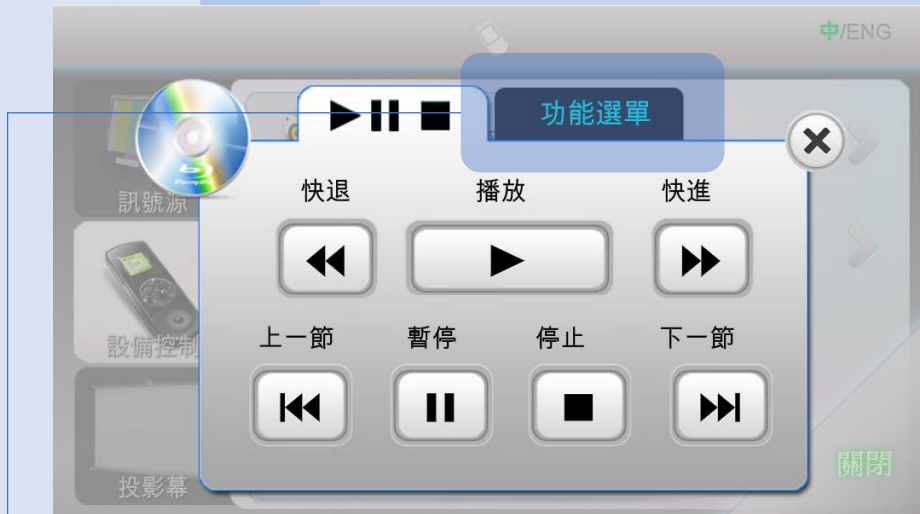 中/ENG
功能選單
訊號源
快退 播放 快進
設備控制
上一節 暫停 停止 下一節
關閉
投影幕